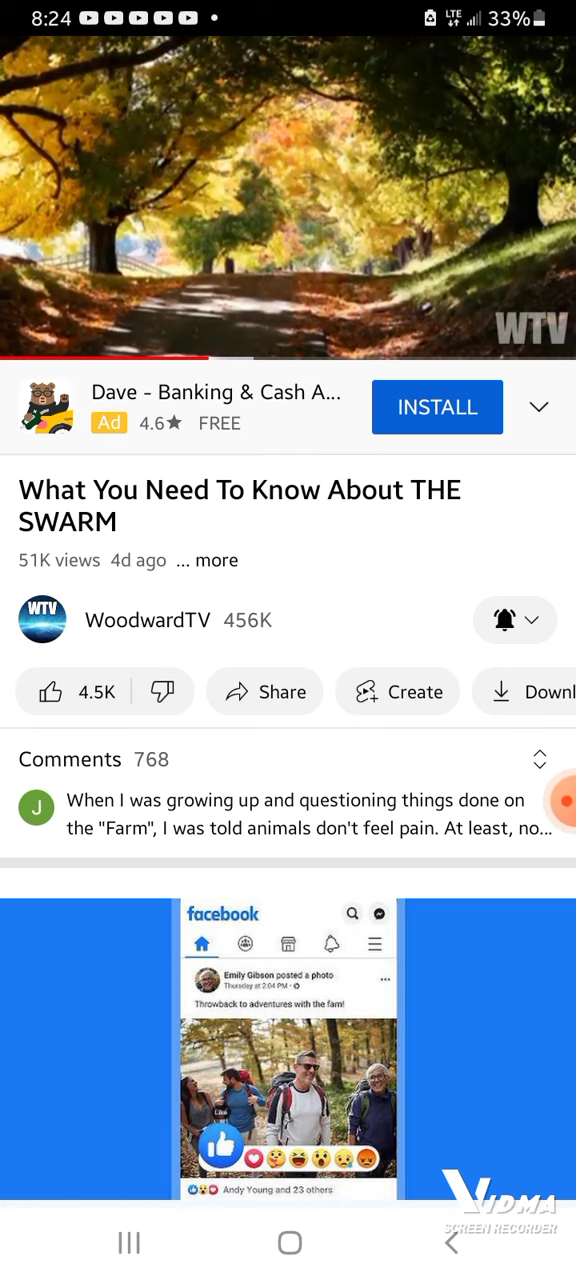 8:24
LTE 33%
WTV
Dave - Banking & Cash A...
INSTALL
Ad 4.6★ FREE
What You Need To Know About THE
SWARM
51K views 4d ago ... more
WTV
WoodwardTV 456K
4.5K Share Create Downl
Comments 768
J
When I was growing up and questioning things done on
the "Farm", I was told animals don't feel pain. At least, no...
facebook
Emily Gibson posted a photo
Thursday at 2:04 PM
Throwback to adventures with the fam!
Like
Andy Young and 23 others
VIDMA
SCREEN RECORDER